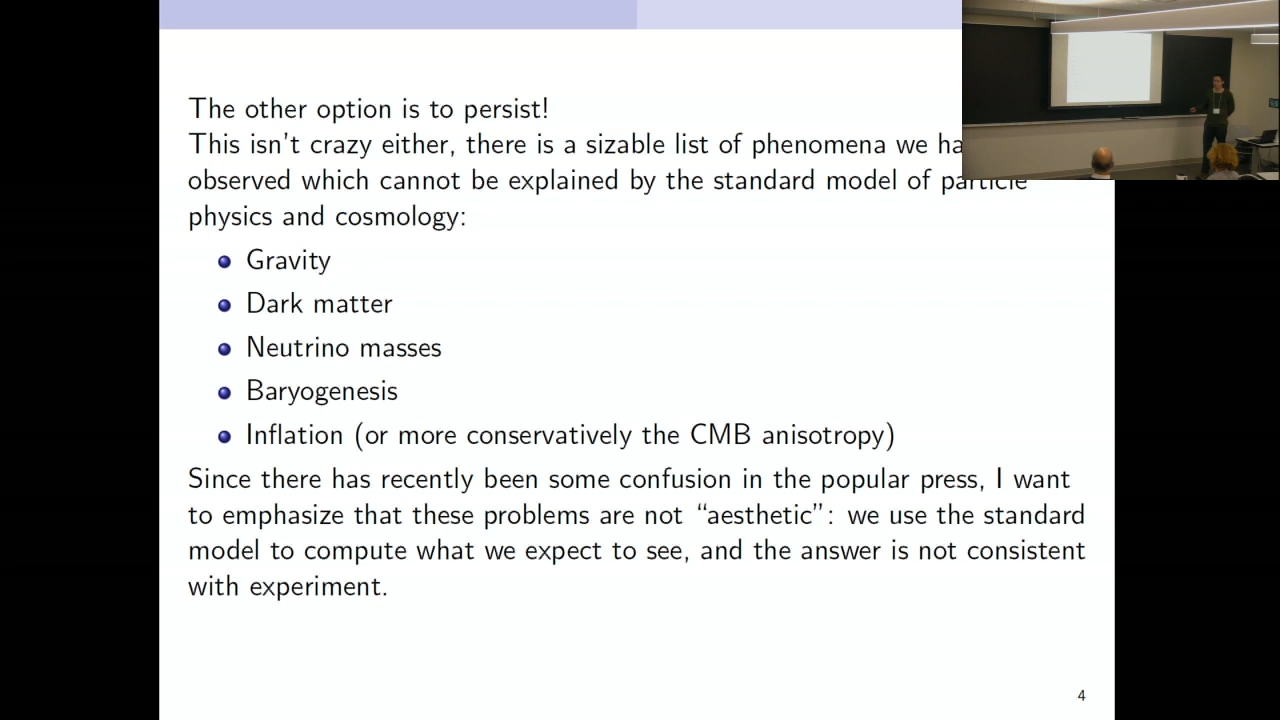 The other option is to persist!
This isn't crazy either, there is a sizable list of phenomena we ha
observed which cannot be explained by the standard model of particle
physics and cosmology:
Gravity
Dark matter
Neutrino masses
Baryogenesis
Inflation (or more conservatively the CMB anisotropy)
Since there has recently been some confusion in the popular press, I want
to emphasize that these problems are not “aesthetic”: we use the standard
model to compute what we expect to see, and the answer is not consistent
with experiment.
4